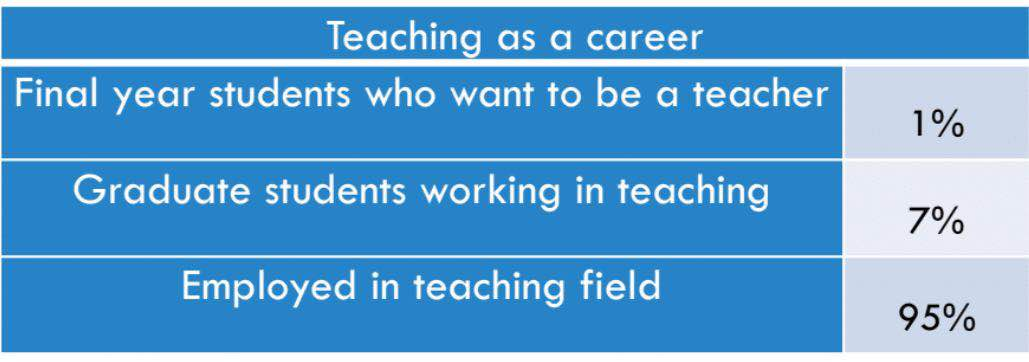 Teaching as a career
Final year students who want to be a teacher
1%
Graduate students working in teaching
7%
Employed in teaching field
95%